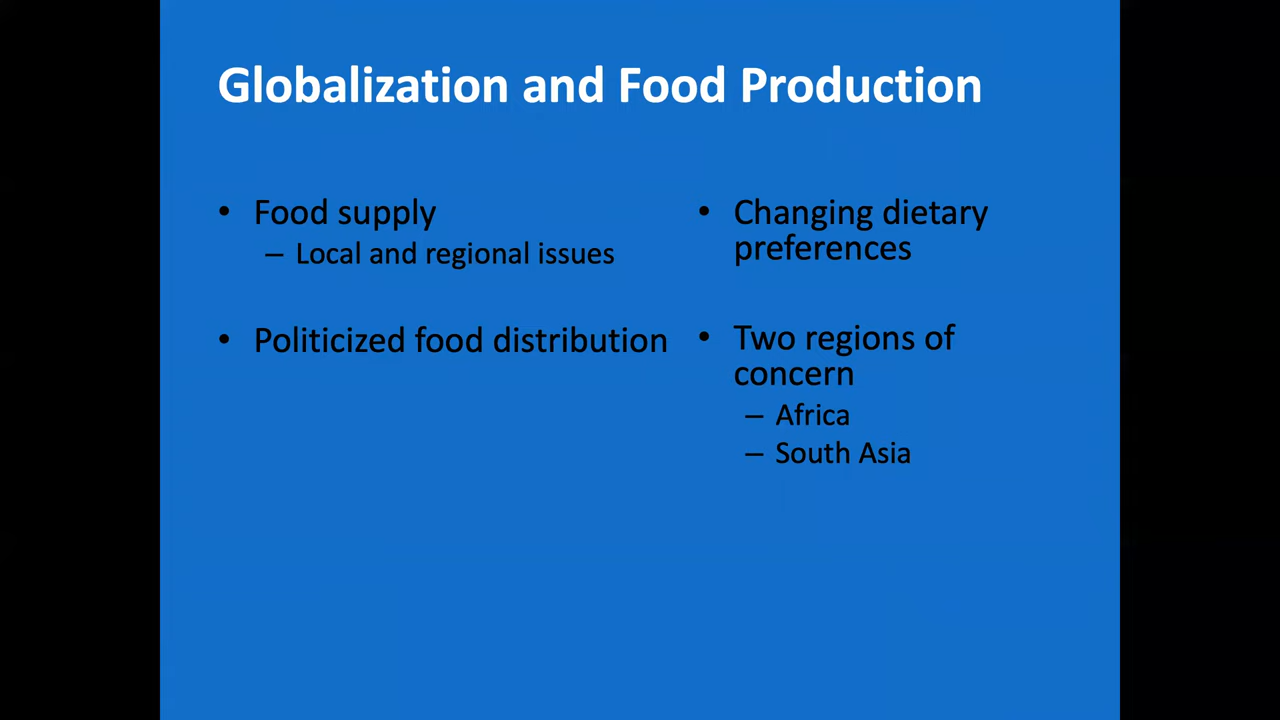 Globalization and Food Production
• Food supply
– Local and regional issues
• Politicized food distribution
• Changing dietary
preferences
• Two regions of
concern
– Africa
– South Asia